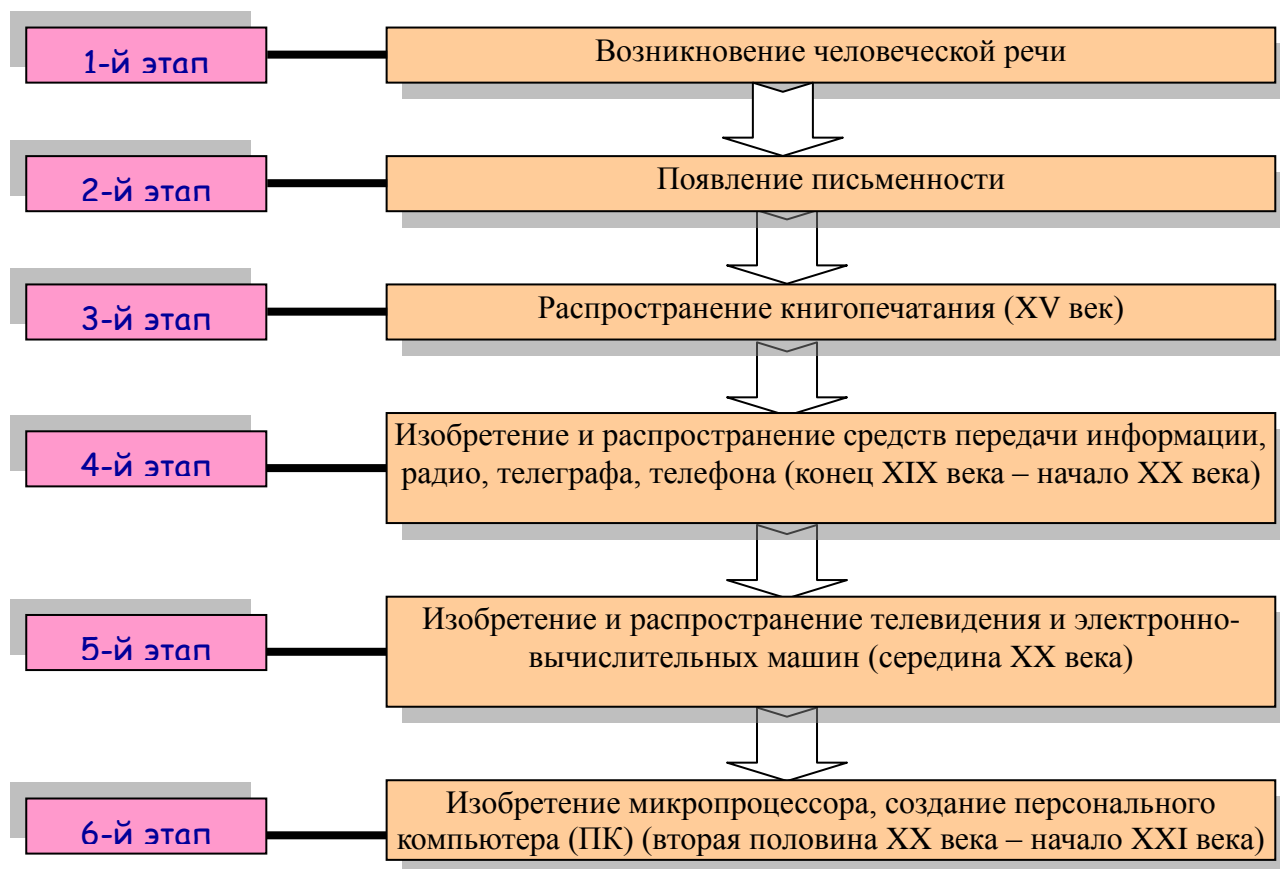 1-й этап
Возникновение человеческой речи
2-й этап
Появление письменности
3-й этап
Распространение книгопечатания (XV век)
4-й этап
Изобретение и распространение средств передачи информации,
радио, телеграфа, телефона (конец XIX века – начало XX века)
5-й этап
Изобретение и распространение телевидения и электронно-
вычислительных машин (середина XX века)
6-й этап
Изобретение микропроцессора, создание персонального
компьютера (ПК) (вторая половина XX века – начало XXI века)